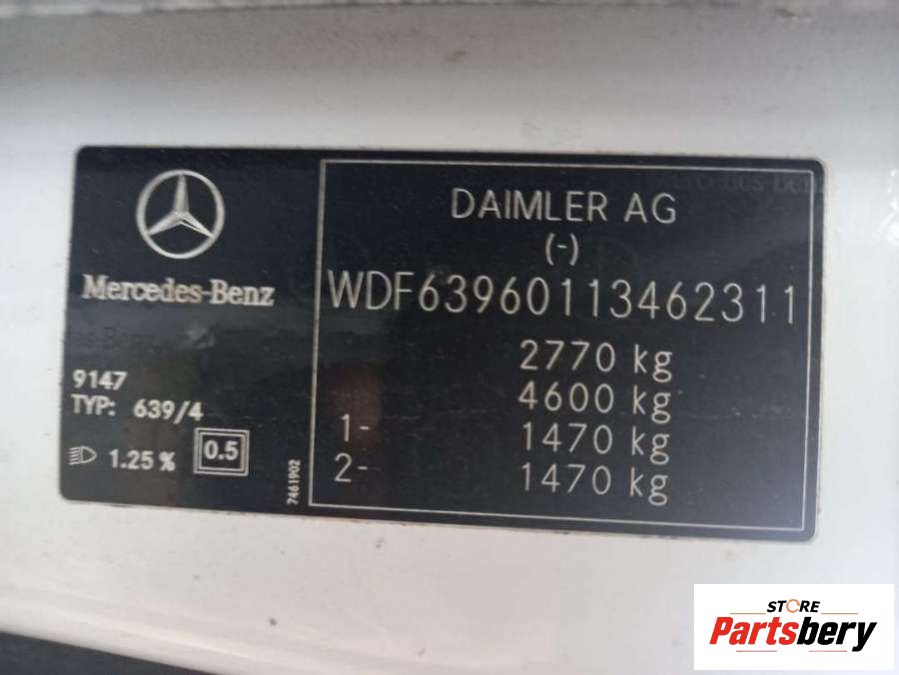 Mercedes-Benz
9147
TYP: 639/4
1.25%
0.5
7461902
DAIMLER AG
(-)
WDF63960113462311
2770 kg
4600 kg
1- 1470 kg
2- 1470 kg
STORE
Partsbery